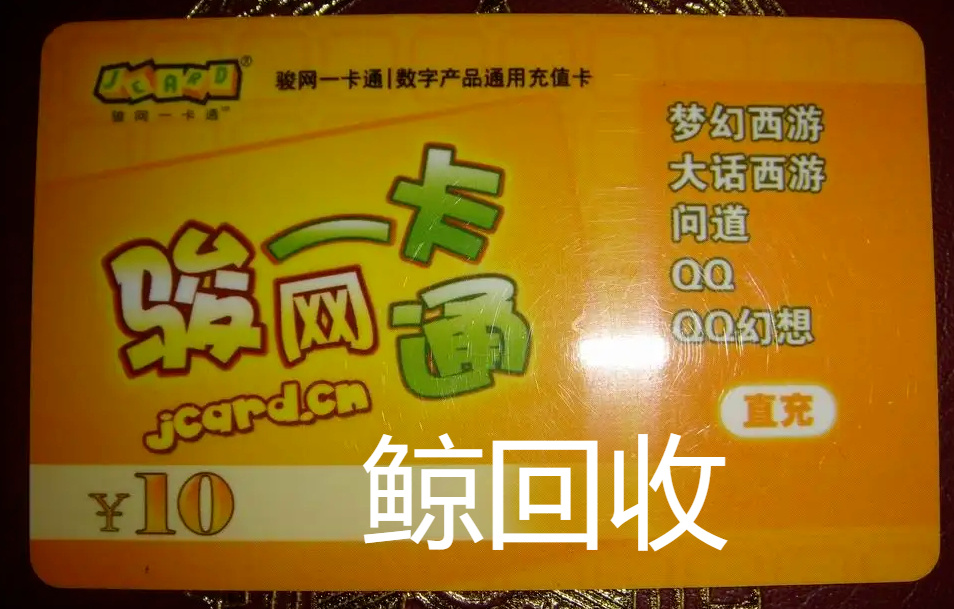 JCARD®
骏网一卡通™
骏网一卡通|数字产品通用充值卡
梦幻西游
大话西游
问道
QQ
QQ幻想
直充
骏网一卡通
jcard.cn
¥10
鲸回收